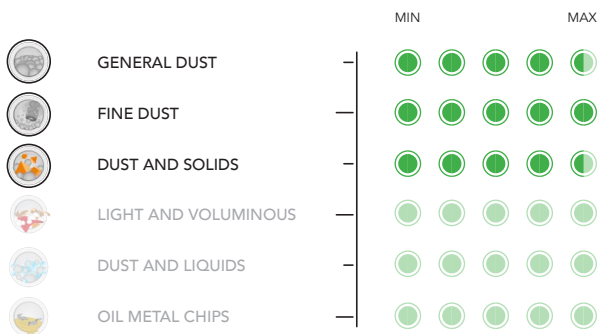 MIN MAX
GENERAL DUST
FINE DUST
DUST AND SOLIDS
LIGHT AND VOLUMINOUS
DUST AND LIQUIDS
OIL METAL CHIPS